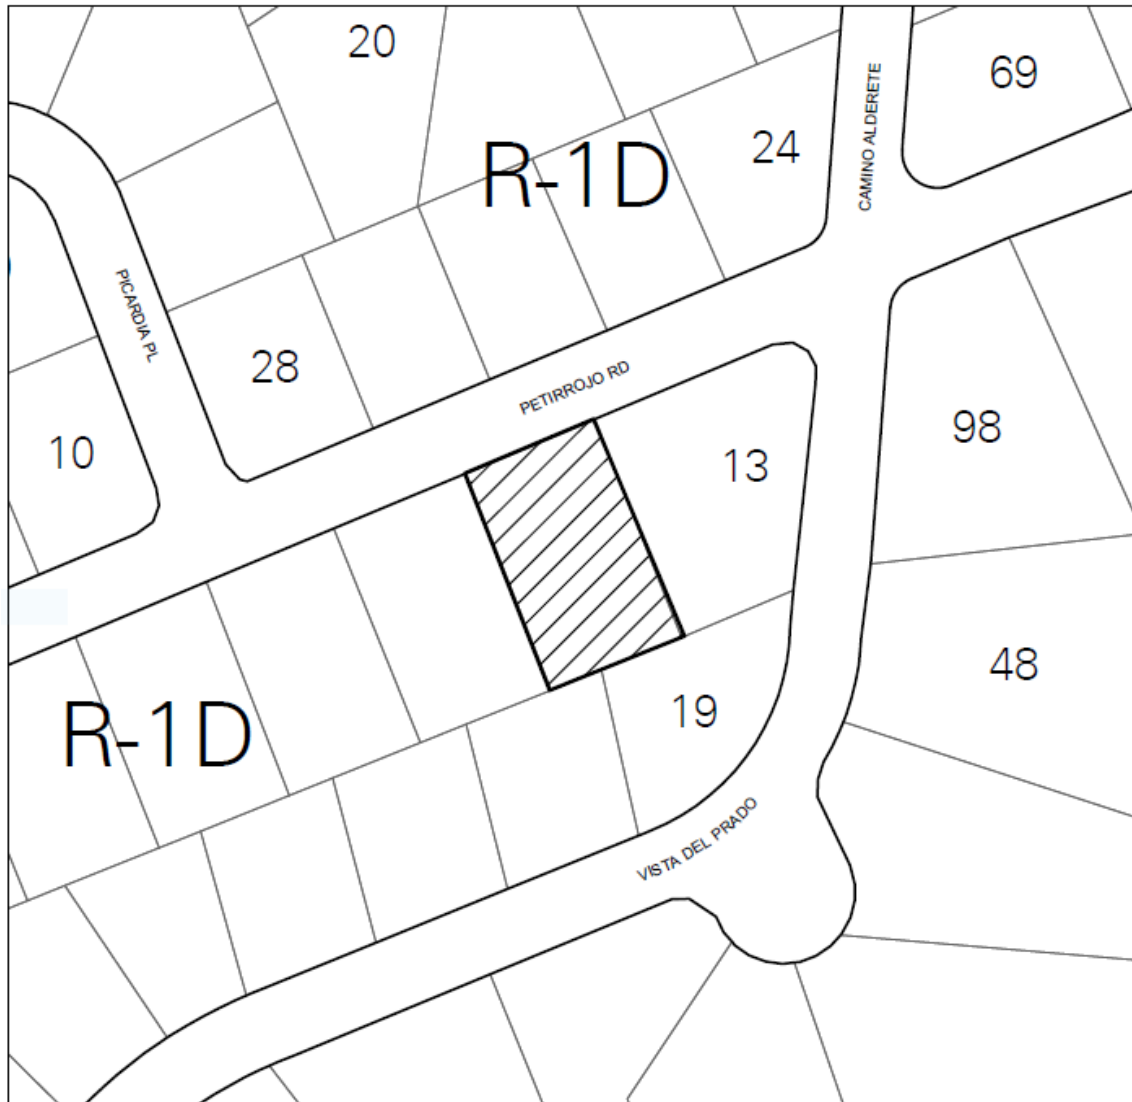 20
69
24
R-1D
CAMINO ALDERETE
PICARDIA PL
28
PETIRROJO RD
10
98
13
48
19
R-1D
VISTA DEL PRADO